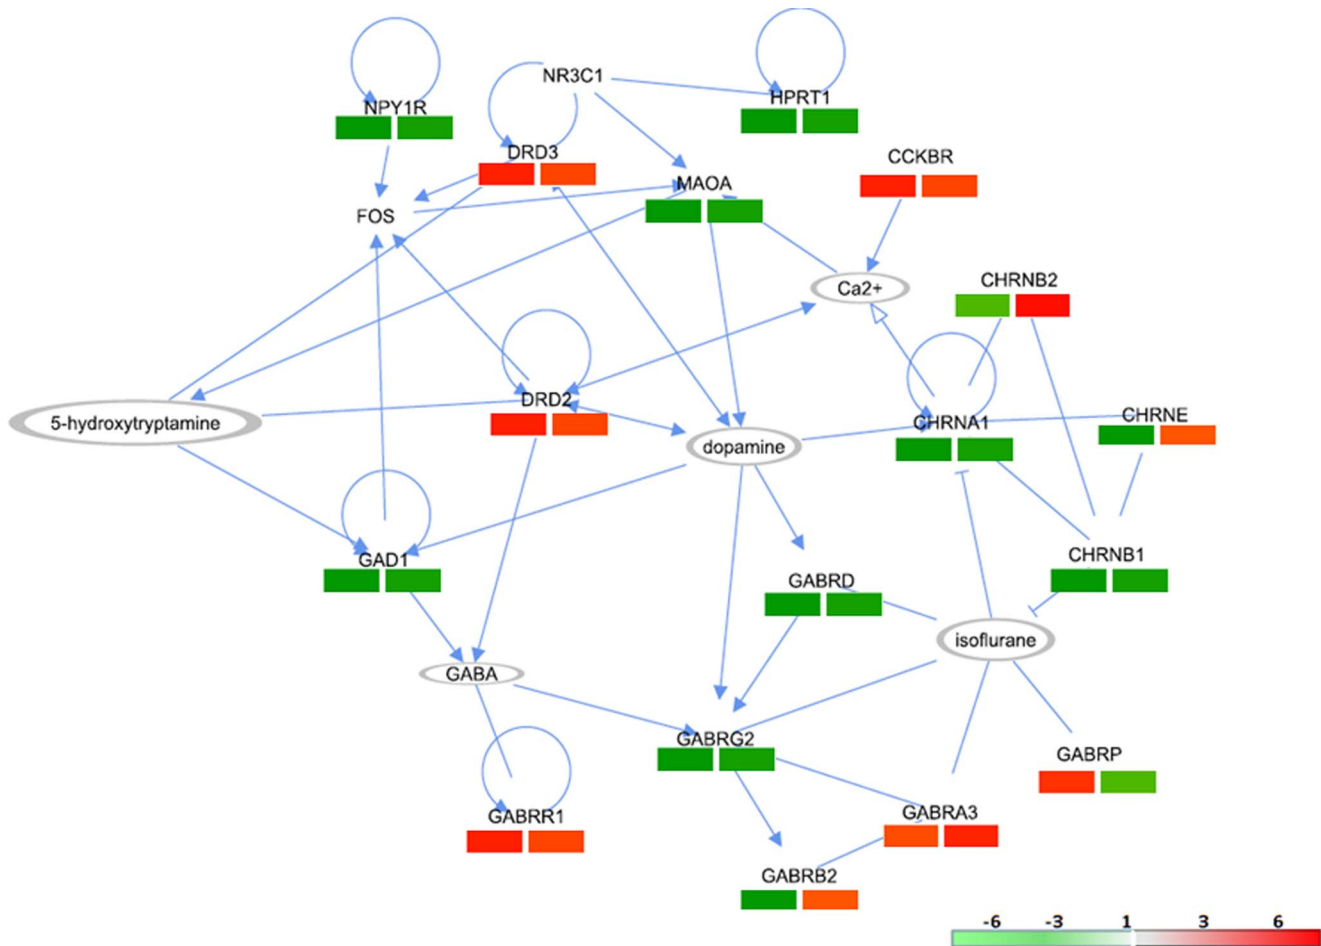 NR3C1
HPRT1
NPY1R
DRD3
CCKBR
MAOA
FOS
Ca2+
CHRNB2
DRD2
5-hydroxytryptamine
CHRNA1
CHRNE
dopamine
GAD1
CHRNB1
GABRD
isoflurane
GABA
GABRG2
GABRP
GABRR1
GABRA3
GABRB2
-6 -3 1 3 6